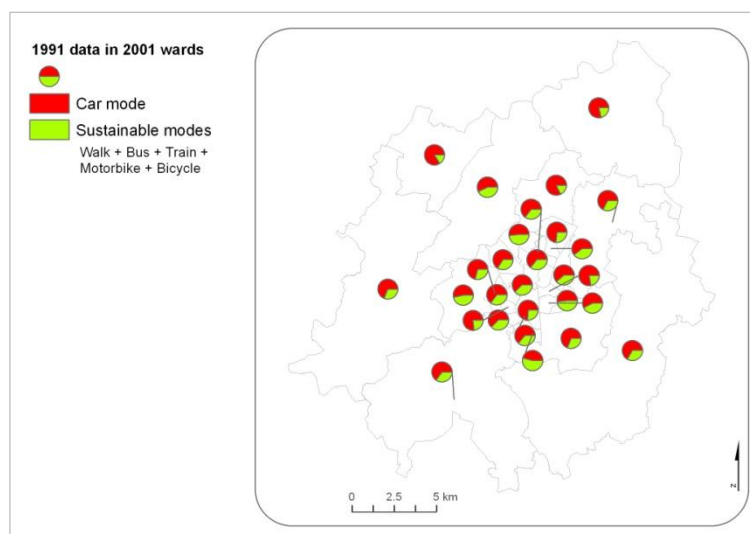 1991 data in 2001 wards
Car mode
Sustainable modes
Walk + Bus + Train +
Motorbike + Bicycle
0 2.5 5 km
N